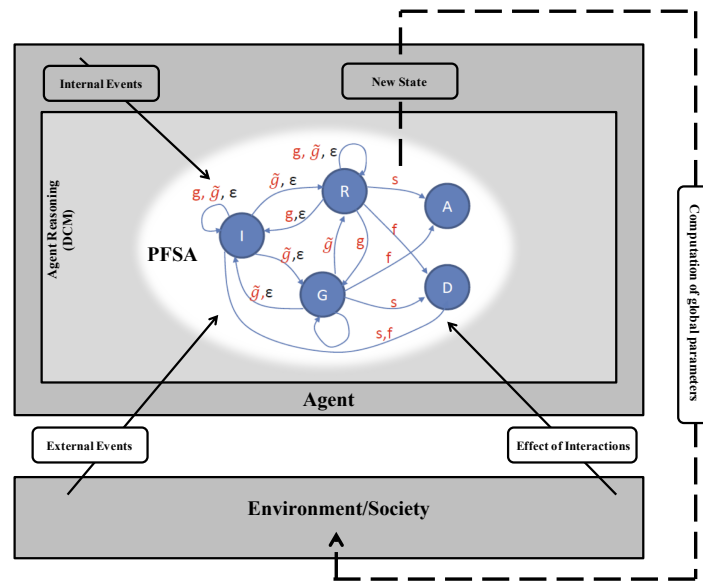 Internal Events
New State
g, g̃, ε
g, g̃, ε
g̃, ε
s
R
A
g,ε
I
f
PFSA
g̃,ε
g̃
g
f
Agent Reasoning
(DCM)
g̃,ε
G
s
D
s,f
Computation of global parameters
Agent
External Events
Effect of Interactions
Environment/Society